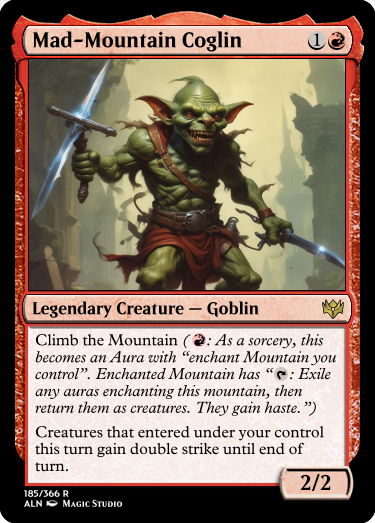 Mad-Mountain Coglin 1
Legendary Creature — Goblin
Climb the Mountain ( : As a sorcery, this
becomes an Aura with “enchant Mountain you
control”. Enchanted Mountain has “ : Exile
any auras enchanting this mountain, then
return them as creatures. They gain haste.”)
Creatures that entered under your control
this turn gain double strike until end of
turn.
2/2
185/366 R
ALN Magic Studio